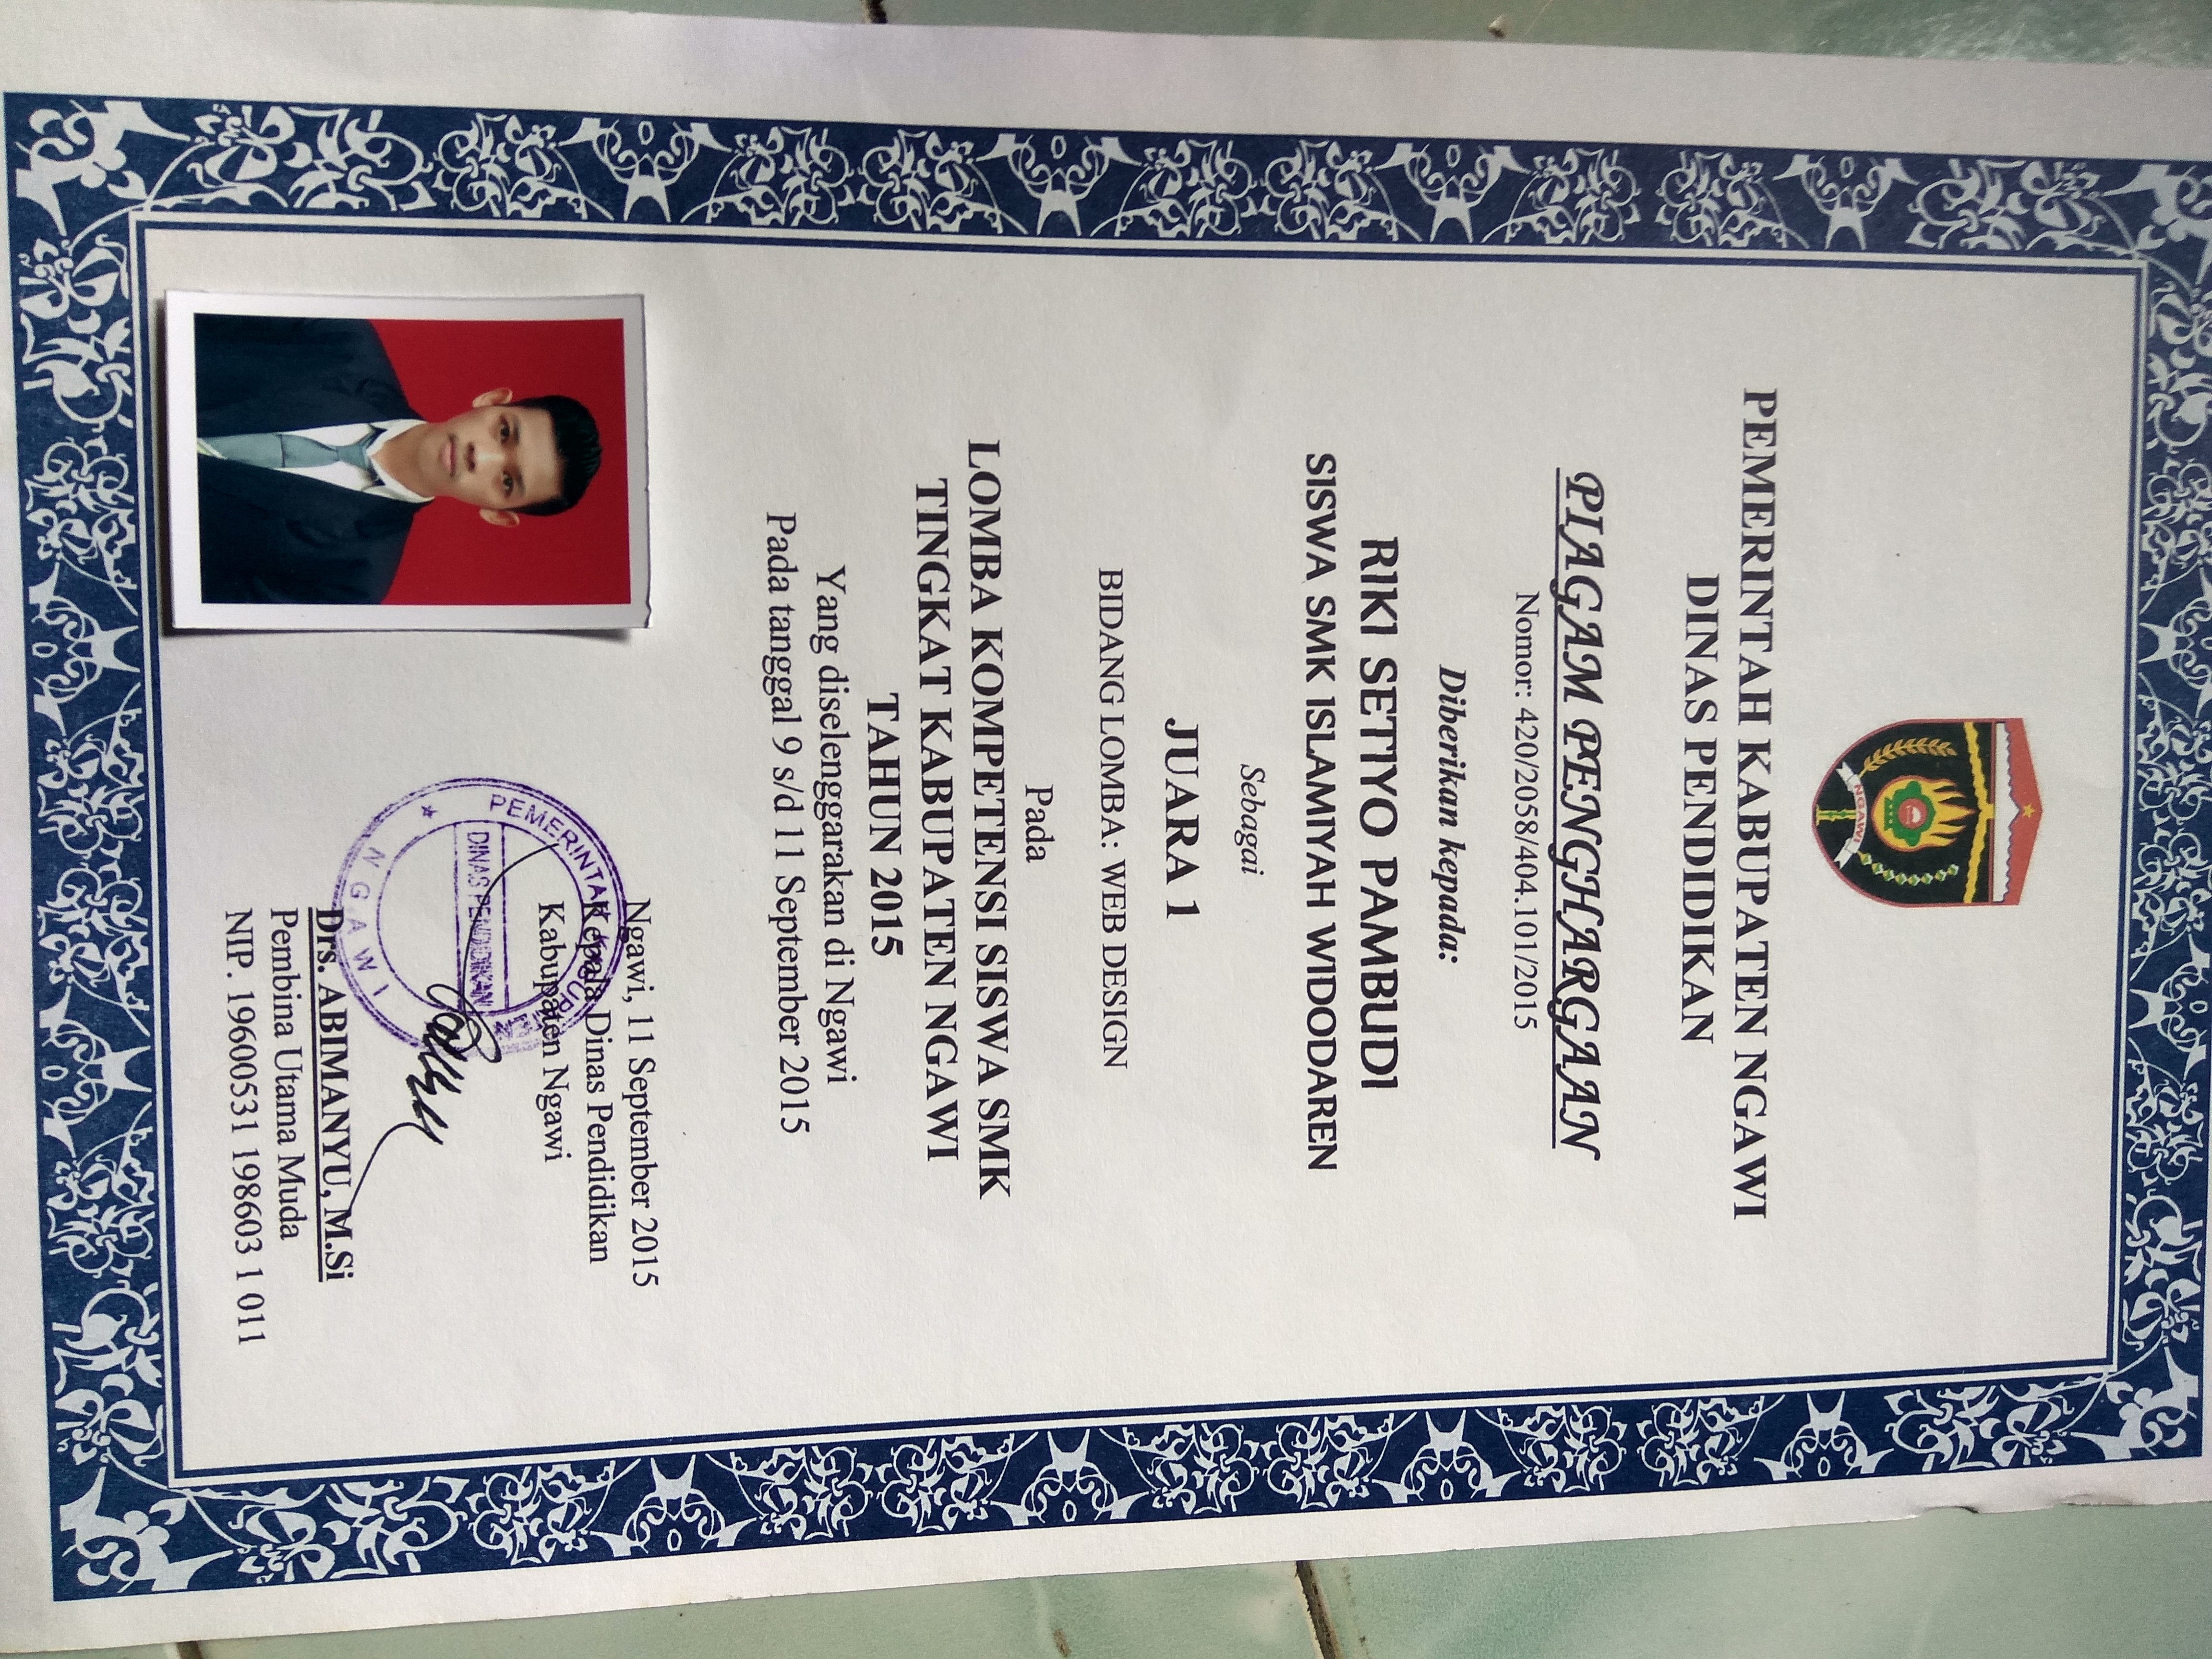 NGAWI
PEMERINTAH KABUPATEN NGAWI
DINAS PENDIDIKAN
PIAGAM PENGHARGAAN
Nomor: 420/2058/404.101/2015
Diberikan kepada:
RIKI SETIYO PAMBUDI
SISWA SMK ISLAMIYAH WIDODAREN
Sebagai
JUARA 1
BIDANG LOMBA: WEB DESIGN
Pada
LOMBA KOMPETENSI SISWA SMK
TINGKAT KABUPATEN NGAWI
TAHUN 2015
Yang diselenggarakan di Ngawi
Pada tanggal 9 s/d 11 September 2015
Ngawi, 11 September 2015
Kepala Dinas Pendidikan
Kabupaten Ngawi
PEMERINTAH
DINAS PENDIDIKAN
NGAWI
Drs. ABIMANYU, M.Si
Pembina Utama Muda
NIP. 19600531 198603 1 011